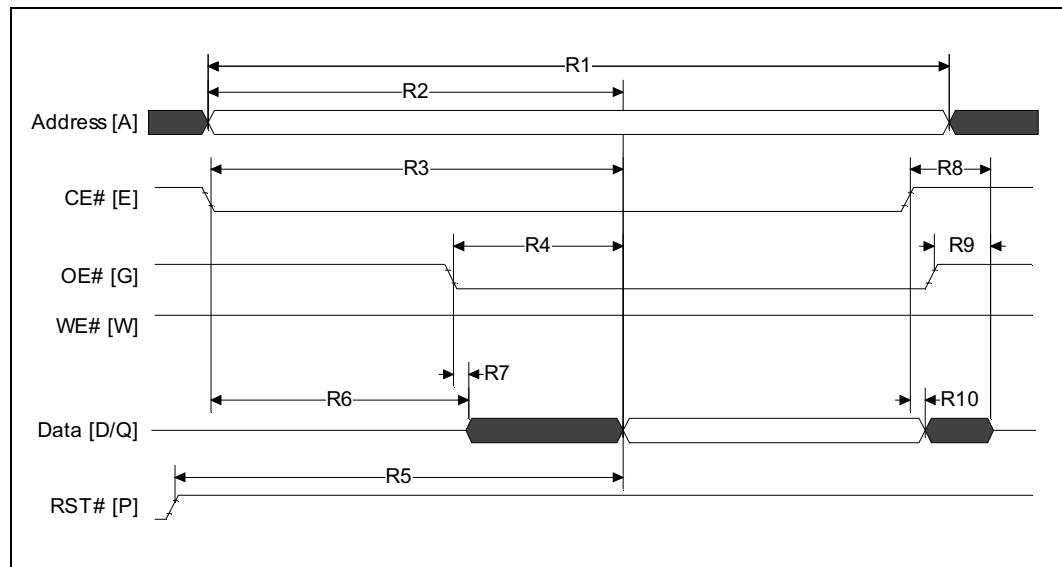 R1
R2
Address [A]
R3
R8
CE# [E]
R4
R9
OE# [G]
WE# [W]
R7
R6
R10
Data [D/Q]
R5
RST# [P]